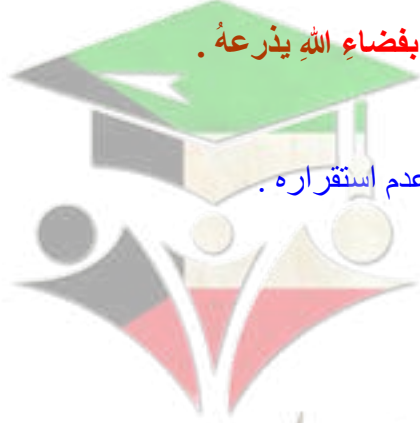 بفضاءِ اللهِ يذرعهُ .
عدم استقراره .